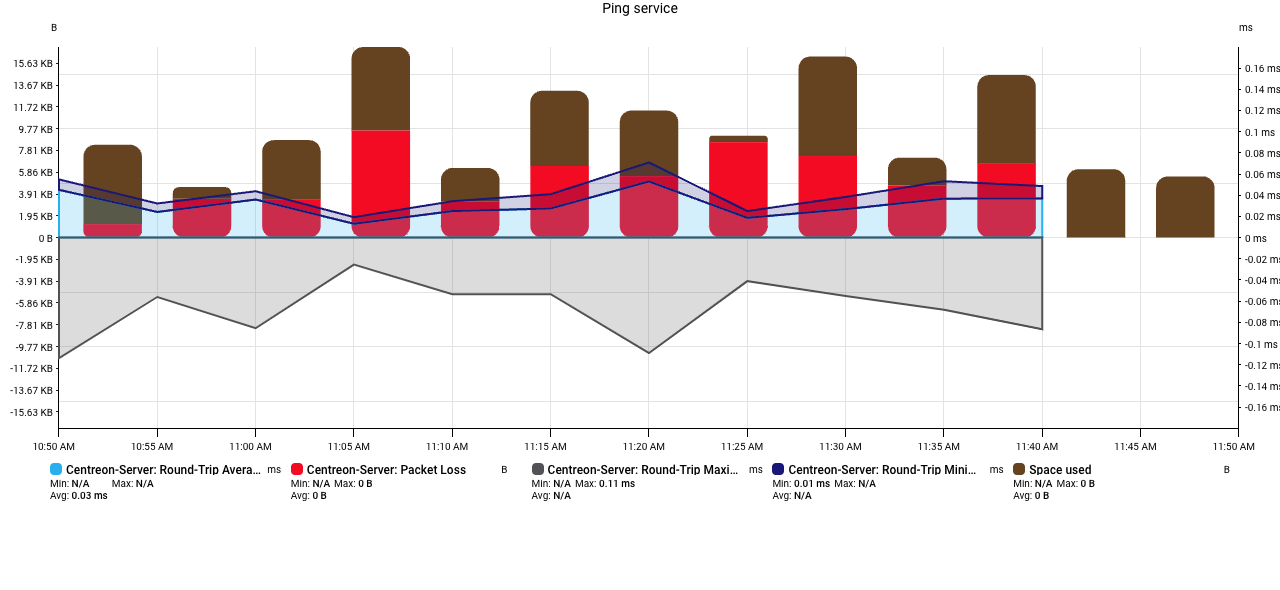 Ping service
B
ms
15.63 KB
13.67 KB
11.72 KB
9.77 KB
7.81 KB
5.86 KB
3.91 KB
1.95 KB
0 B
-1.95 KB
-3.91 KB
-5.86 KB
-7.81 KB
-9.77 KB
-11.72 KB
-13.67 KB
-15.63 KB
0.16 ms
0.14 ms
0.12 ms
0.1 ms
0.08 ms
0.06 ms
0.04 ms
0.02 ms
0 ms
-0.02 ms
-0.04 ms
-0.06 ms
-0.08 ms
-0.1 ms
-0.12 ms
-0.14 ms
-0.16 ms
10:50 AM 10:55 AM 11:00 AM 11:05 AM 11:10 AM 11:15 AM 11:20 AM 11:25 AM 11:30 AM 11:35 AM 11:40 AM 11:45 AM 11:50 AM
Centreon-Server: Round-Trip Avera... ms
Min: N/A Max: N/A
Avg: 0.03 ms
Centreon-Server: Packet Loss B
Min: N/A Max: 0 B
Avg: 0 B
Centreon-Server: Round-Trip Maxi... ms
Min: N/A Max: 0.11 ms
Avg: N/A
Centreon-Server: Round-Trip Mini... ms
Min: 0.01 ms Max: N/A
Avg: N/A
Space used B
Min: N/A Max: 0 B
Avg: 0 B